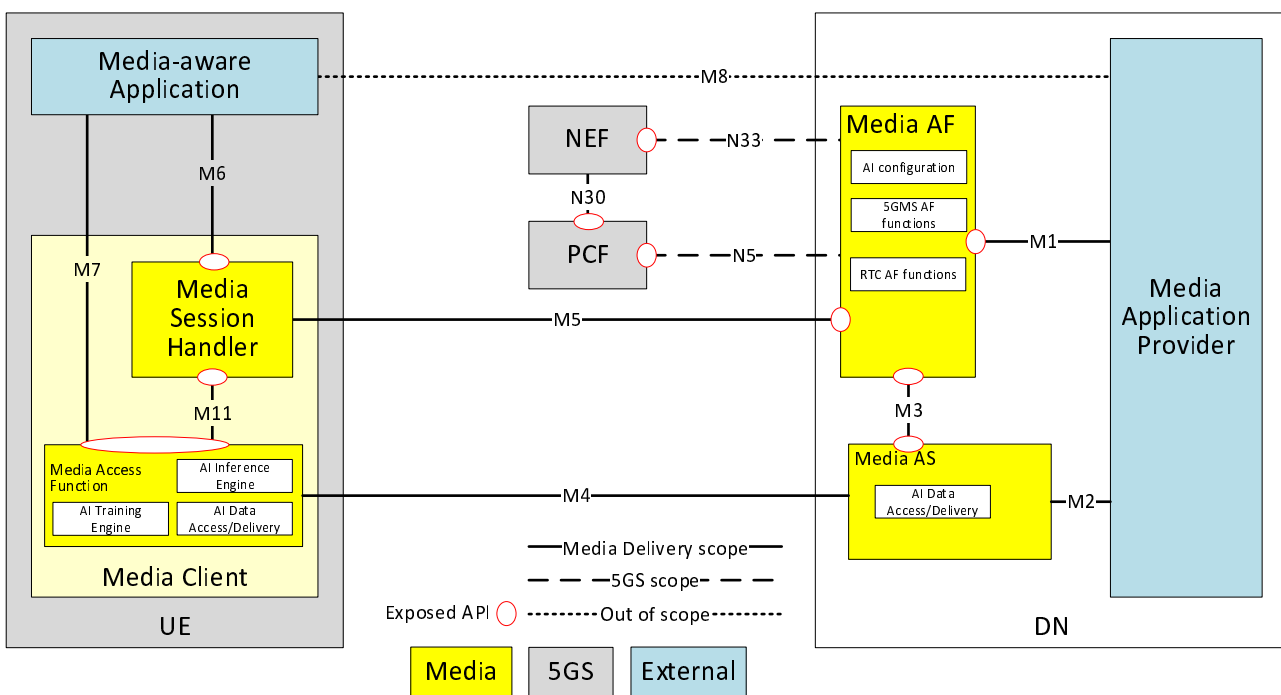 Media-aware
Application
M8
NEF
N33
N30
PCF
N5
M6
M7
Media
Session
Handler
M5
M11
Media Access
Function
AI Inference
Engine
AI Training
Engine
AI Data
Access/Delivery
Media Client
UE
M4
Media AF
AI configuration
5GMS AF
functions
RTC AF functions
M1
M3
Media AS
AI Data
Access/Delivery
M2
Media
Application
Provider
DN
Media Delivery scope
5GS scope
Exposed API
Out of scope
Media
5GS
External